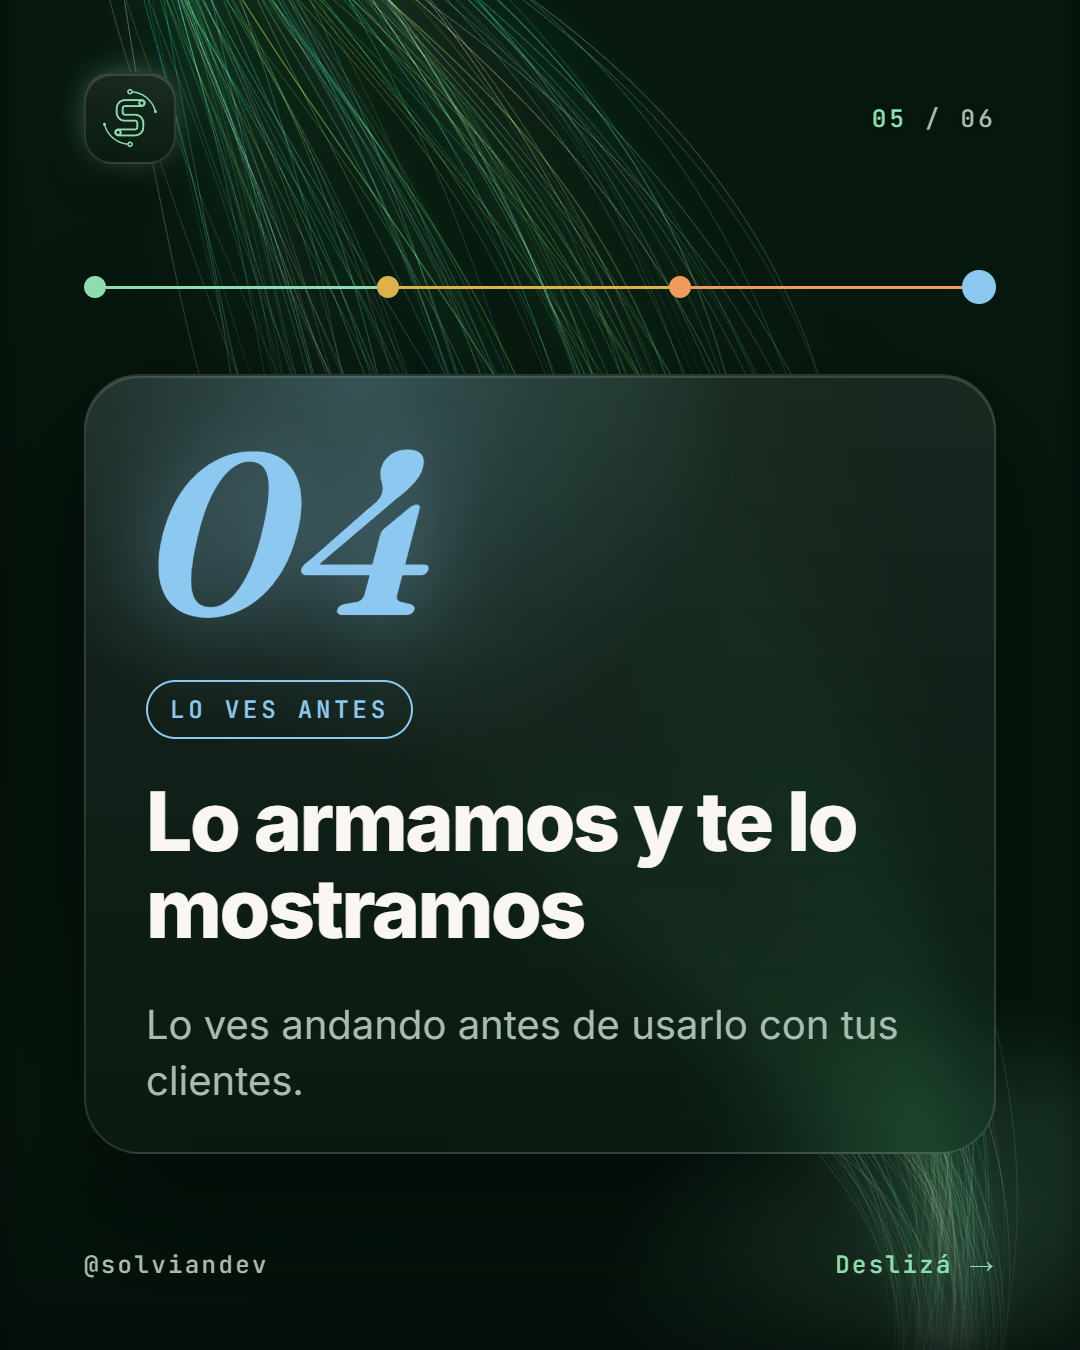 05 / 06
04
LO VES ANTES
Lo armamos y te lo
mostramos
Lo ves andando antes de usarlo con tus
clientes.
@solviandev
Deslizá →